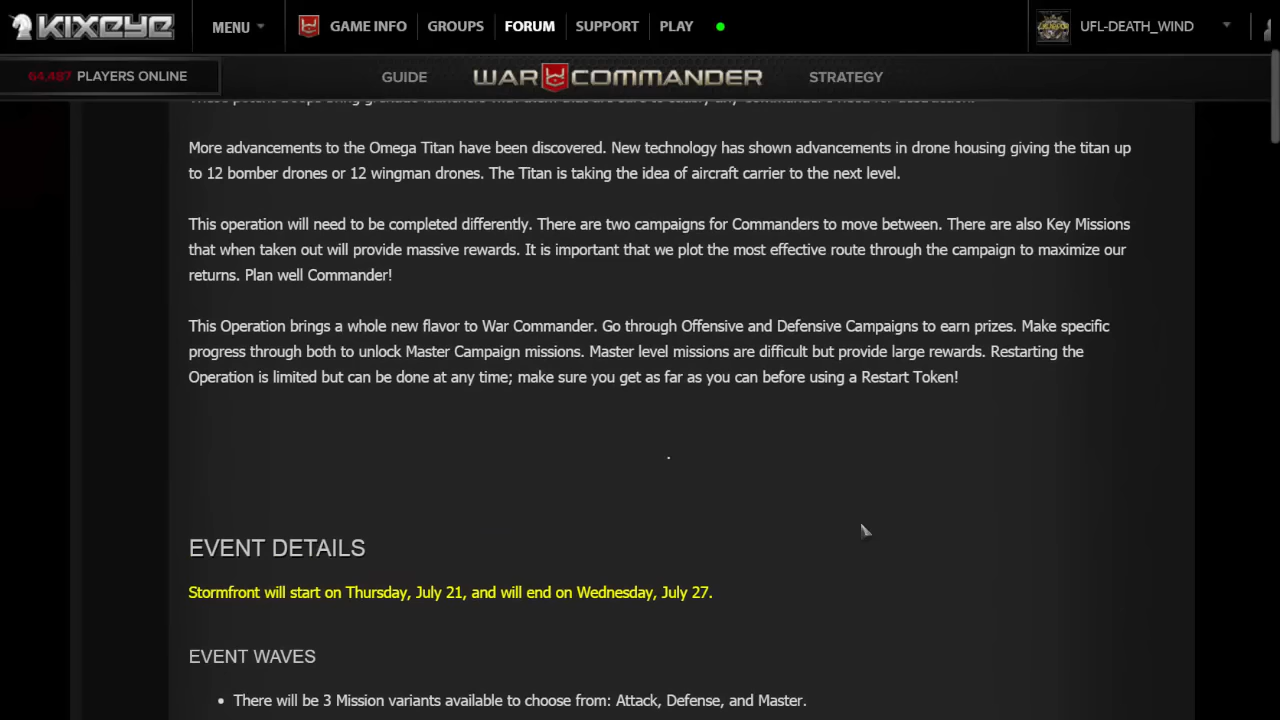 KIXEYE
MENU
GAME INFO
GROUPS
FORUM
SUPPORT
PLAY
UFL-DEATH_WIND
64,487 PLAYERS ONLINE
GUIDE
WAR COMMANDER
STRATEGY
More advancements to the Omega Titan have been discovered. New technology has shown advancements in drone housing giving the titan up
to 12 bomber drones or 12 wingman drones. The Titan is taking the idea of aircraft carrier to the next level.
This operation will need to be completed differently. There are two campaigns for Commanders to move between. There are also Key Missions
that when taken out will provide massive rewards. It is important that we plot the most effective route through the campaign to maximize our
returns. Plan well Commander!
This Operation brings a whole new flavor to War Commander. Go through Offensive and Defensive Campaigns to earn prizes. Make specific
progress through both to unlock Master Campaign missions. Master level missions are difficult but provide large rewards. Restarting the
Operation is limited but can be done at any time; make sure you get as far as you can before using a Restart Token!
.
EVENT DETAILS
Stormfront will start on Thursday, July 21, and will end on Wednesday, July 27.
EVENT WAVES
• There will be 3 Mission variants available to choose from: Attack, Defense, and Master.